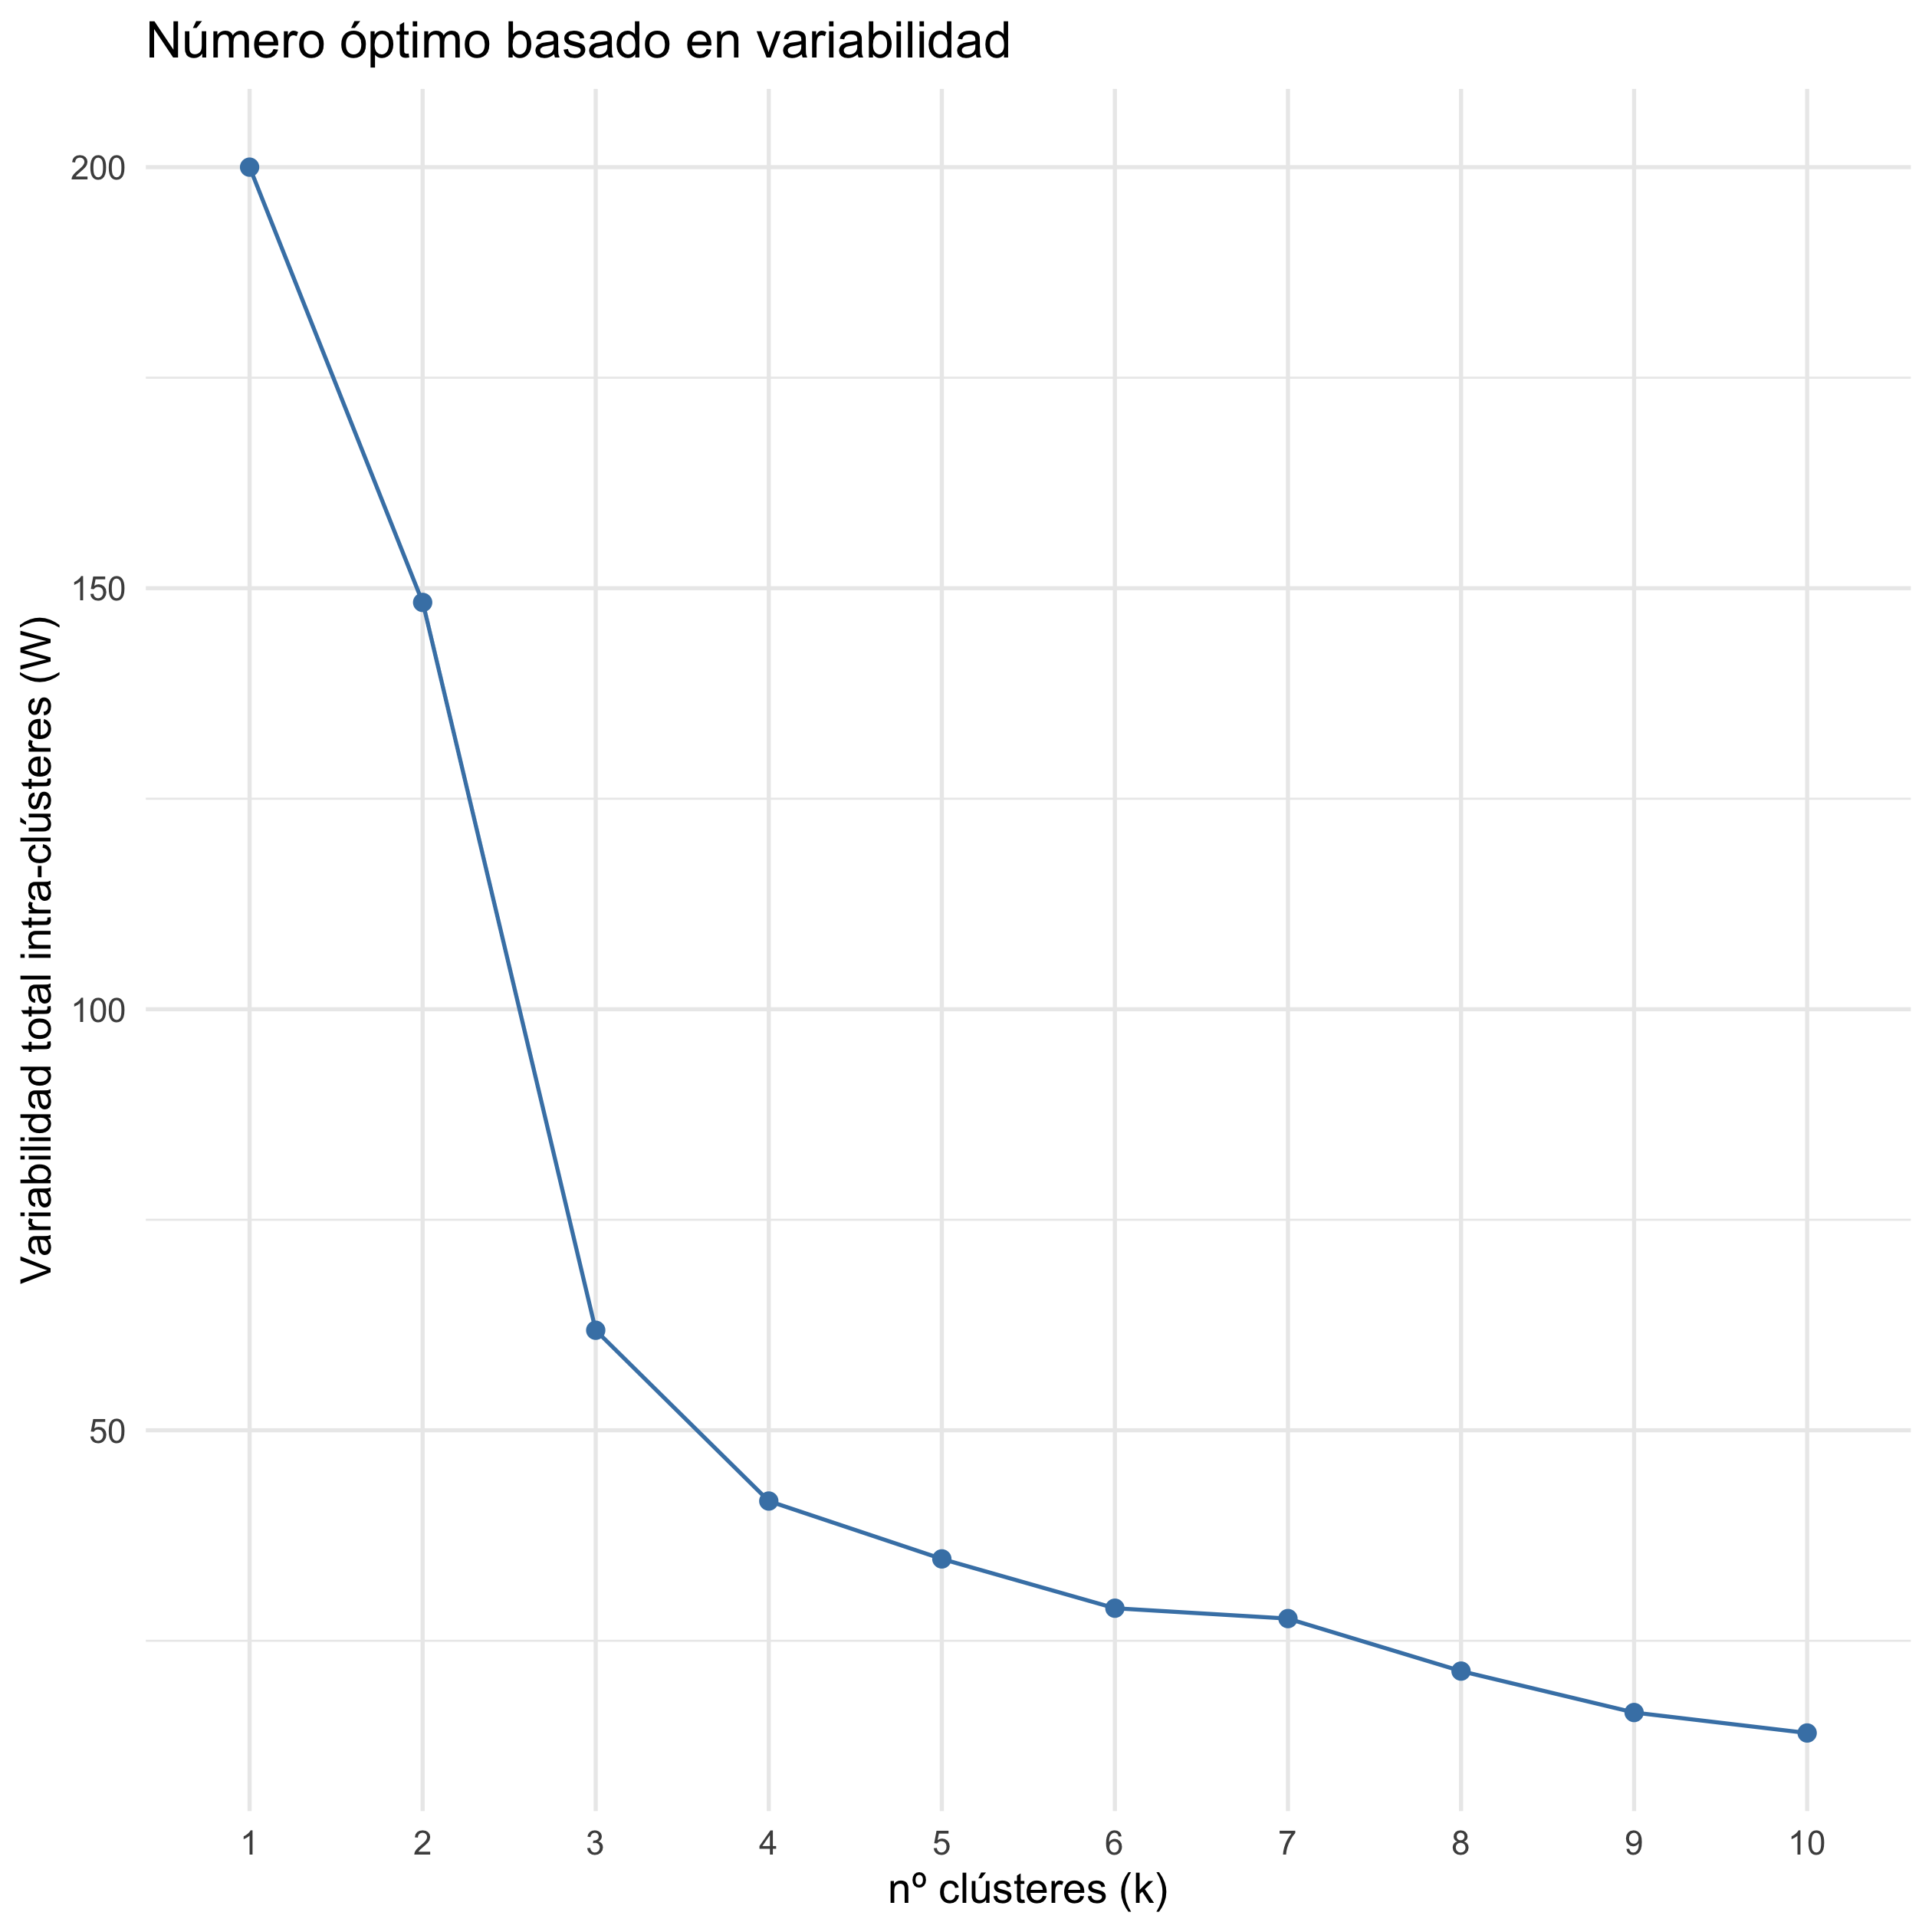 Número óptimo basado en variabilidad
200
150
100
50
Variabilidad total intra-clústeres (W)
1 2 3 4 5 6 7 8 9 10
nº clústeres (k)